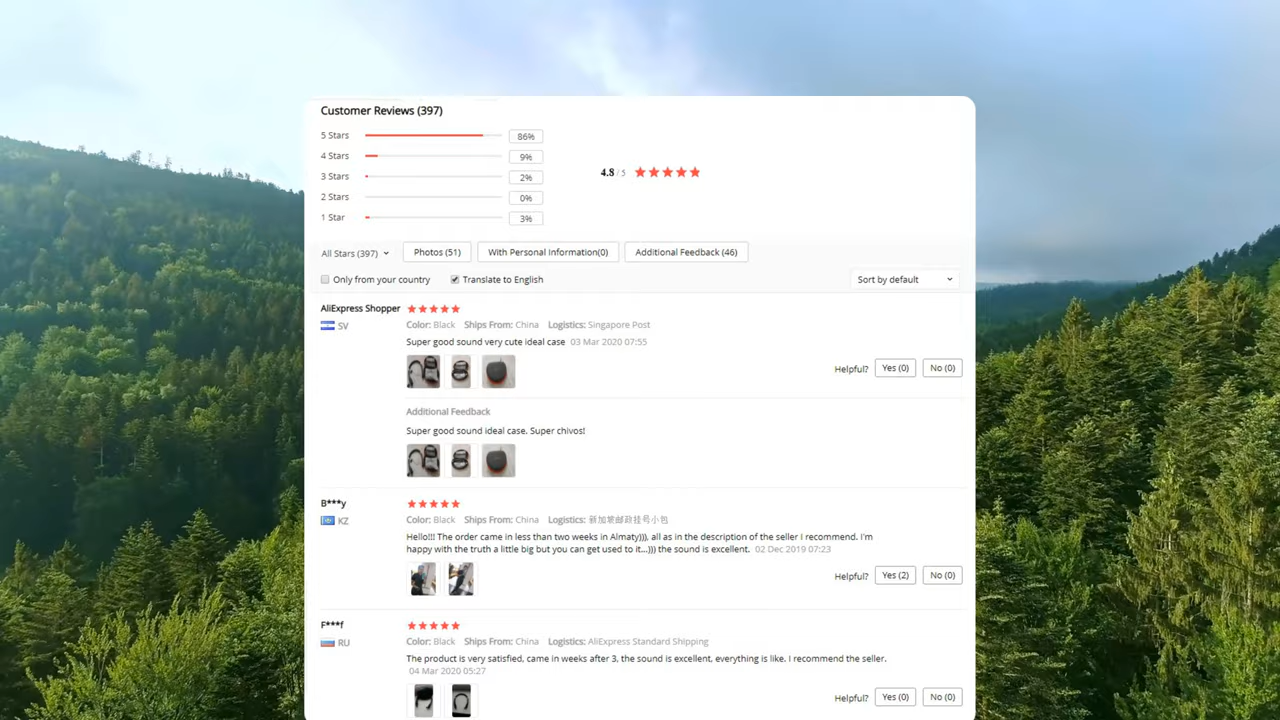 Customer Reviews (397)
5 Stars 86%
4 Stars 9%
3 Stars 2%
2 Stars 0%
1 Star 3%
4.8 / 5
All Stars (397) Photos (51) With Personal Information(0) Additional Feedback (46)
Only from your country Translate to English Sort by default
AliExpress Shopper
SV
Color: Black Ships From: China Logistics: Singapore Post
Super good sound very cute ideal case 03 Mar 2020 07:55
Helpful? Yes (0) No (0)
Additional Feedback
Super good sound ideal case. Super chivos!
B***y
KZ
Color: Black Ships From: China Logistics: 新加坡邮政挂号小包
Hello!!! The order came in less than two weeks in Almaty))), all as in the description of the seller I recommend. I'm
happy with the truth a little big but you can get used to it...))) the sound is excellent. 02 Dec 2019 07:23
Helpful? Yes (2) No (0)
F***f
RU
Color: Black Ships From: China Logistics: AliExpress Standard Shipping
The product is very satisfied, came in weeks after 3, the sound is excellent, everything is like. I recommend the seller.
04 Mar 2020 05:27
Helpful? Yes (0) No (0)